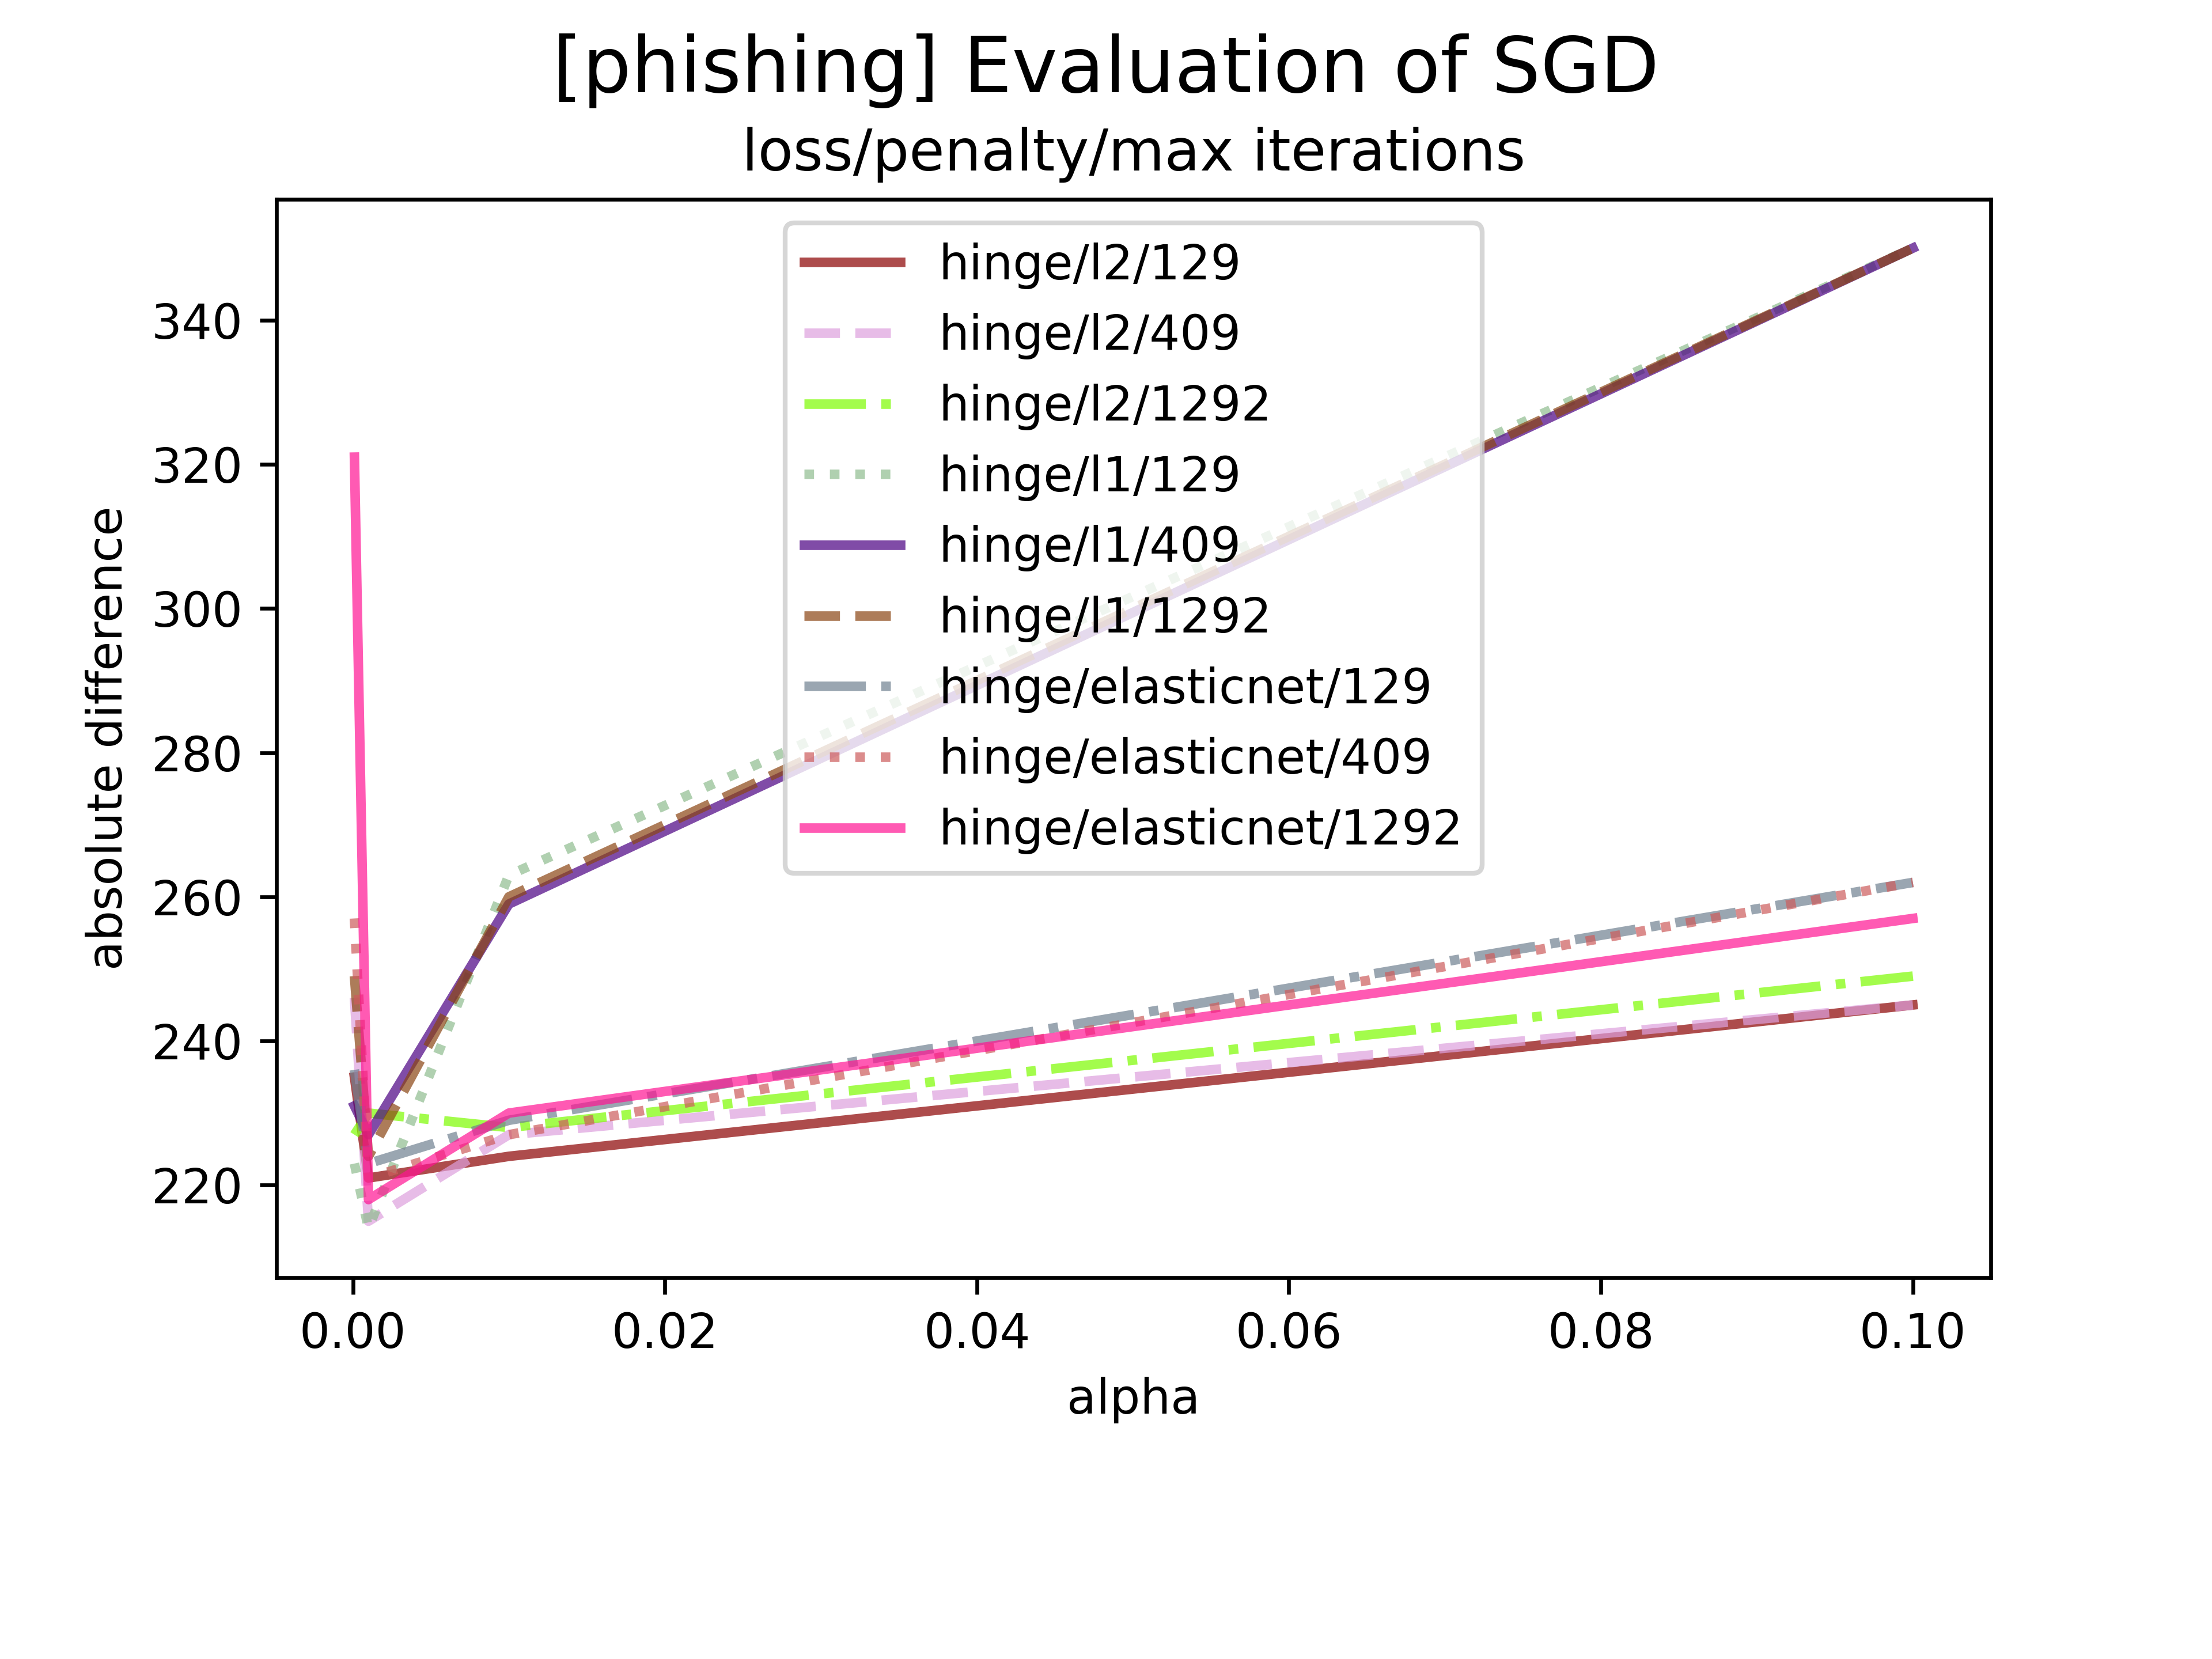 [phishing] Evaluation of SGD
loss/penalty/max iterations
hinge/l2/129
hinge/l2/409
hinge/l2/1292
hinge/l1/129
hinge/l1/409
hinge/l1/1292
hinge/elasticnet/129
hinge/elasticnet/409
hinge/elasticnet/1292
absolute difference
340
320
300
280
260
240
220
0.00 0.02 0.04 0.06 0.08 0.10
alpha